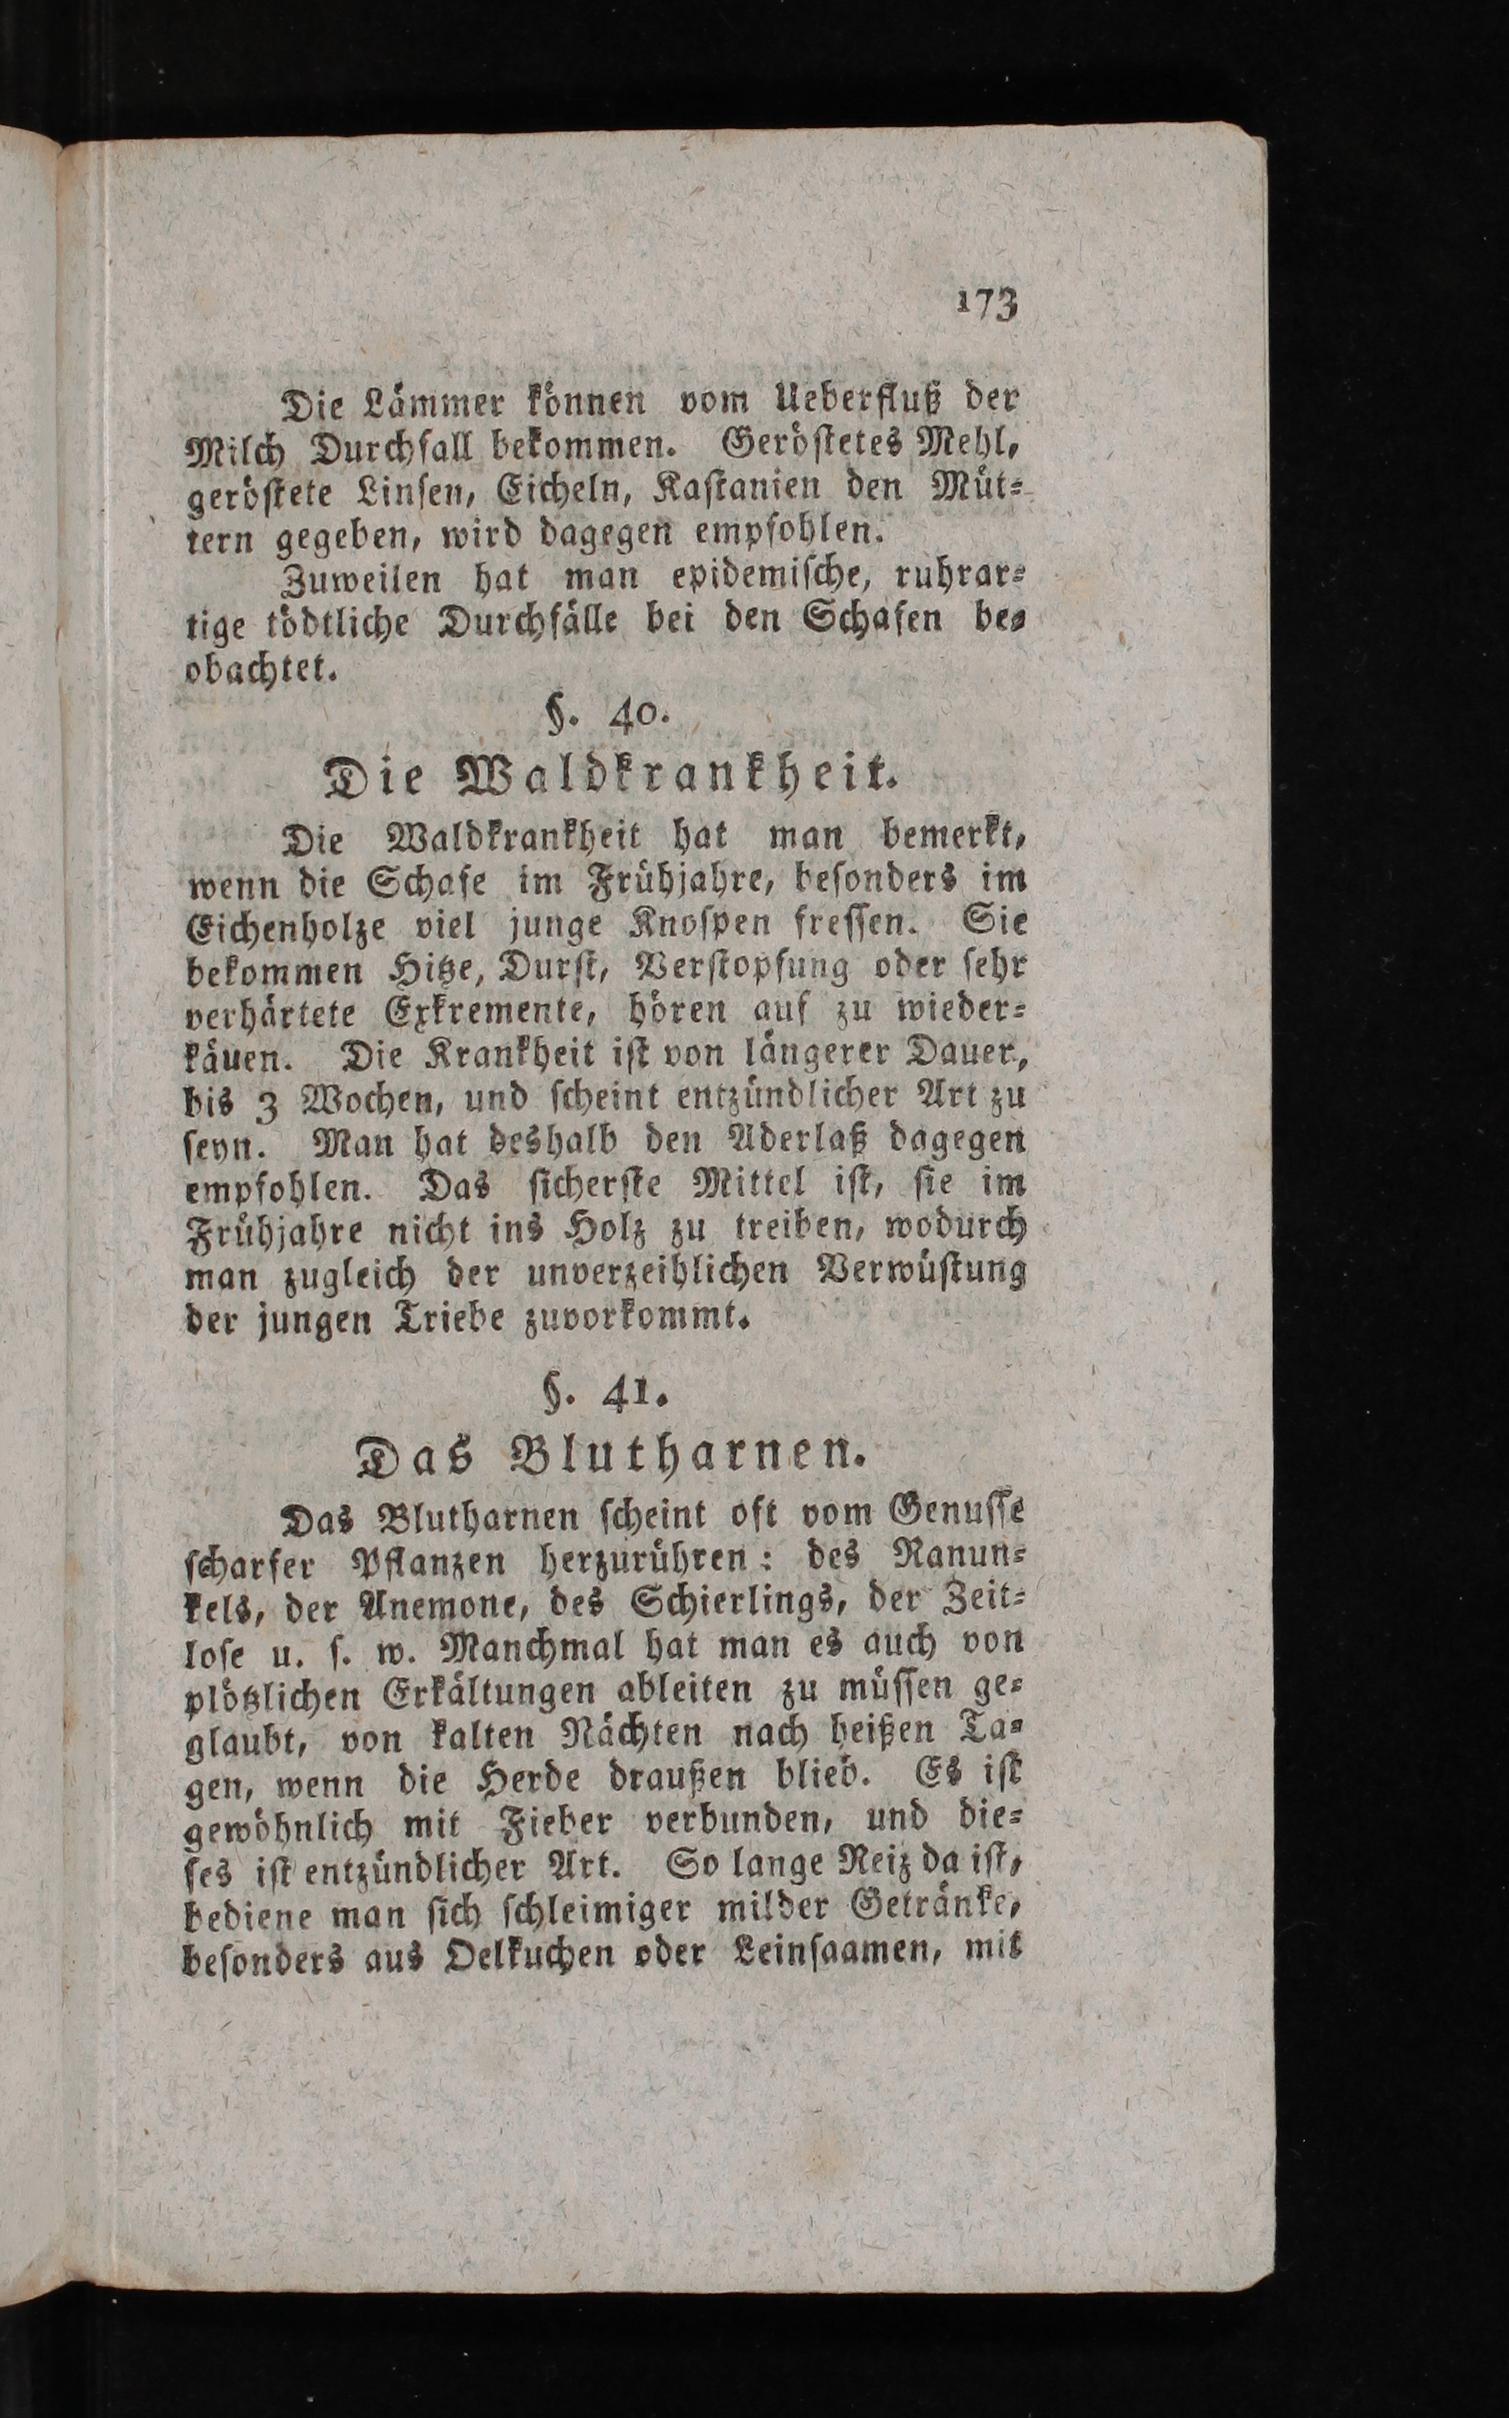 173
Die Lämmer können vom Ueberfluß der
Milch Durchfall bekommen. Geröſtetes Mehl,
geröſtete Linſen, Eicheln, Kaſtanien den Müt⸗
tern gegeben, wird dagegen empfohlen.
Zuweilen hat man epidemiſche, ruhrar⸗
tige tödtliche Durchfälle bei den Schafen be⸗
obachtet.
§. 40.
Die Waldkrankheit.
Die Waldkrankheit hat man bemerkt,
wenn die Schafe im Frühjahre, beſonders im
Eichenholze viel junge Knoſpen freſſen. Sie
bekommen Hitze, Durſt, Verſtopfung oder ſehr
verhärtete Exkremente, hören auf zu wieder⸗
käuen. Die Krankheit iſt von längerer Dauer,
bis 3 Wochen, und ſcheint entzündlicher Art zu
ſeyn. Man hat deshalb den Aderlaß dagegen
empfohlen. Das ſicherſte Mittel iſt, ſie im
Frühjahre nicht ins Holz zu treiben, wodurch
man zugleich der unverzeihlichen Verwüſtung
der jungen Triebe zuvorkommt.
§. 41.
Das Blutharnen.
Das Blutharnen ſcheint oft vom Genuſſe
ſcharfer Pflanzen herzurühren: des Ranun⸗
kels, der Anemone, des Schierlings, der Zeit⸗
loſe u. ſ. w. Manchmal hat man es auch von
plötzlichen Erkältungen ableiten zu müſſen ge⸗
glaubt, von kalten Nächten nach heißen Ta⸗
gen, wenn die Herde draußen blieb. Es iſt
gewöhnlich mit Fieber verbunden, und die⸗
ſes iſt entzündlicher Art. So lange Reiz da iſt,
bediene man ſich ſchleimiger milder Getränke,
beſonders aus Oelkuchen oder Leinſaamen, mit